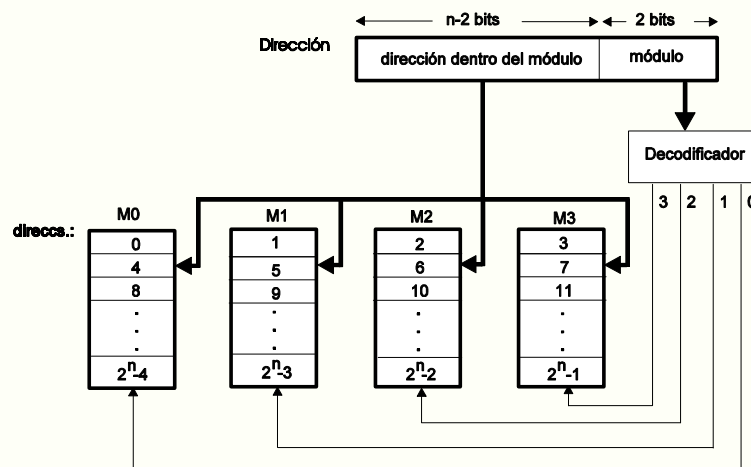 n-2 bits 2 bits
Dirección dirección dentro del módulo módulo
Decodificador
3 2 1 0
M0 M1 M2 M3
direccs.:
0 1 2 3
4 5 6 7
8 9 10 11
. . . .
. . . .
. . . .
2ⁿ-4 2ⁿ-3 2ⁿ-2 2ⁿ-1